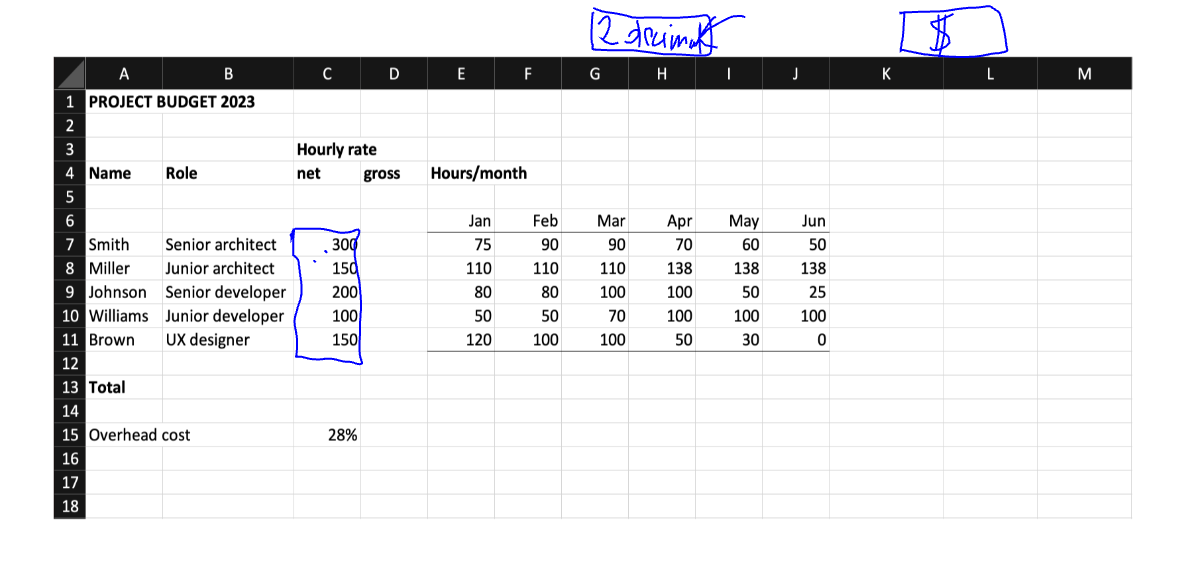 2 decimal $
A B C D E F G H I J K L M
1 PROJECT BUDGET 2023
2
3 Hourly rate
4 Name Role net gross Hours/month
5
6 Jan Feb Mar Apr May Jun
7 Smith Senior architect 300 75 90 90 70 60 50
8 Miller Junior architect 150 110 110 110 138 138 138
9 Johnson Senior developer 200 80 80 100 100 50 25
10 Williams Junior developer 100 50 50 70 100 100 100
11 Brown UX designer 150 120 100 100 50 30 0
12
13 Total
14
15 Overhead cost 28%
16
17
18